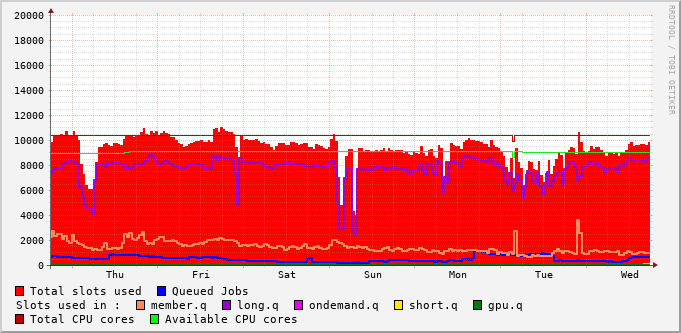 RRDTOOL / TOBI OETIKER
20000
18000
16000
14000
12000
10000
8000
6000
4000
2000
0
Thu Fri Sat Sun Mon Tue Wed
Total slots used Queued Jobs
Slots used in : member.q long.q ondemand.q short.q gpu.q
Total CPU cores Available CPU cores